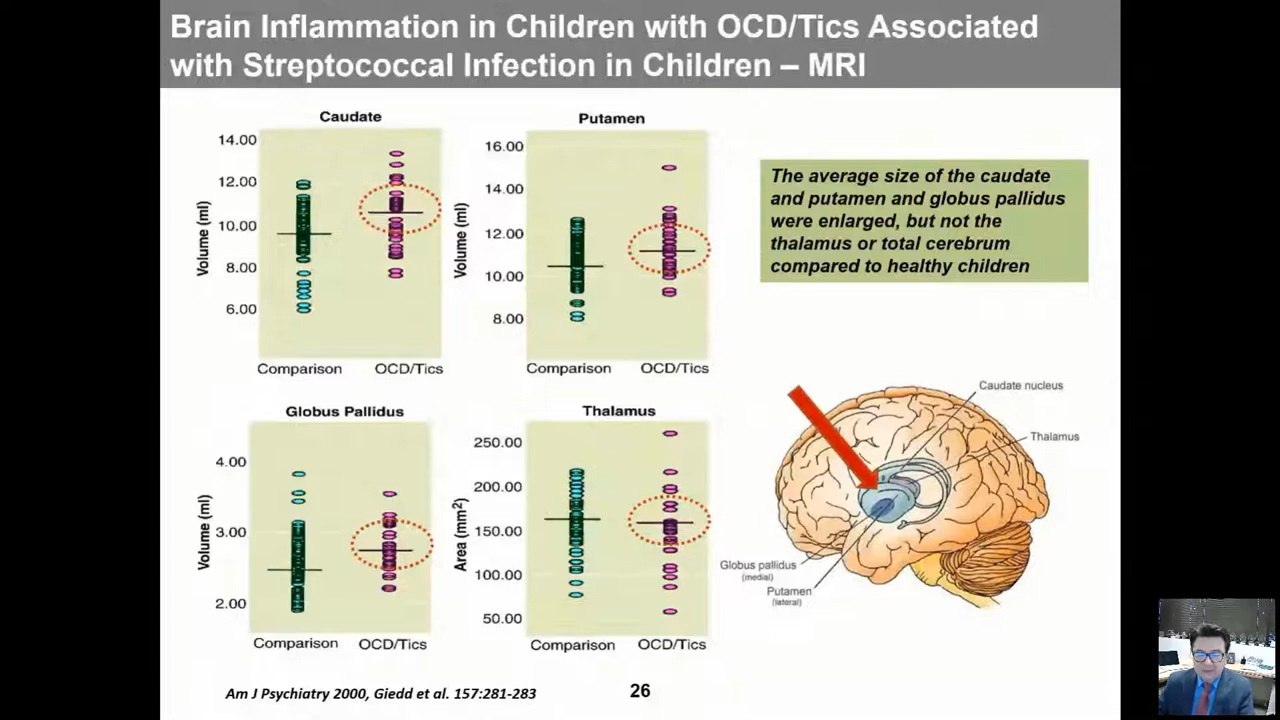 Brain Inflammation in Children with OCD/Tics Associated
with Streptococcal Infection in Children – MRI
Caudate
14.00
12.00
10.00
8.00
6.00
Volume (ml)
Comparison
OCD/Tics
Putamen
16.00
14.00
12.00
10.00
8.00
Volume (ml)
Comparison
OCD/Tics
The average size of the caudate
and putamen and globus pallidus
were enlarged, but not the
thalamus or total cerebrum
compared to healthy children
Globus Pallidus
4.00
3.00
2.00
Volume (ml)
Comparison
OCD/Tics
Thalamus
250.00
200.00
150.00
100.00
50.00
Area (mm²)
Comparison
OCD/Tics
Caudate nucleus
Thalamus
Globus pallidus
(medial)
Putamen
(lateral)
Am J Psychiatry 2000, Giedd et al. 157:281-283
26